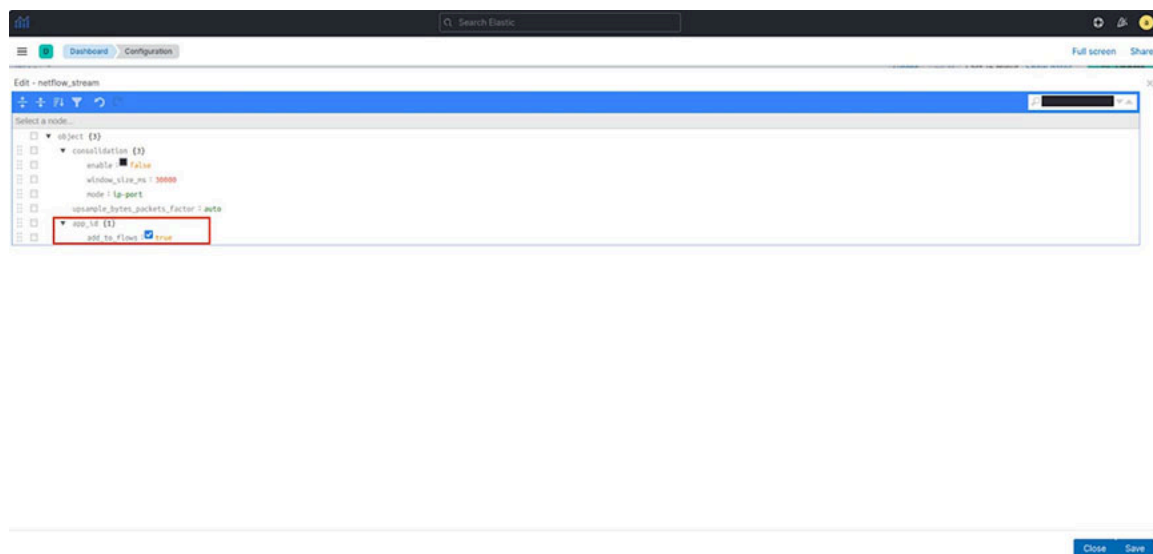 Search Elastic
D Dashboard Configuration Full screen Share
Edit - netflow_stream
Select a node...
object {3}
consolidation {3}
enable : false
window_size_ms : 30000
mode : ip-port
upsample_bytes_packets_factor : auto
app_id {1}
add_to_flows : true
Close Save